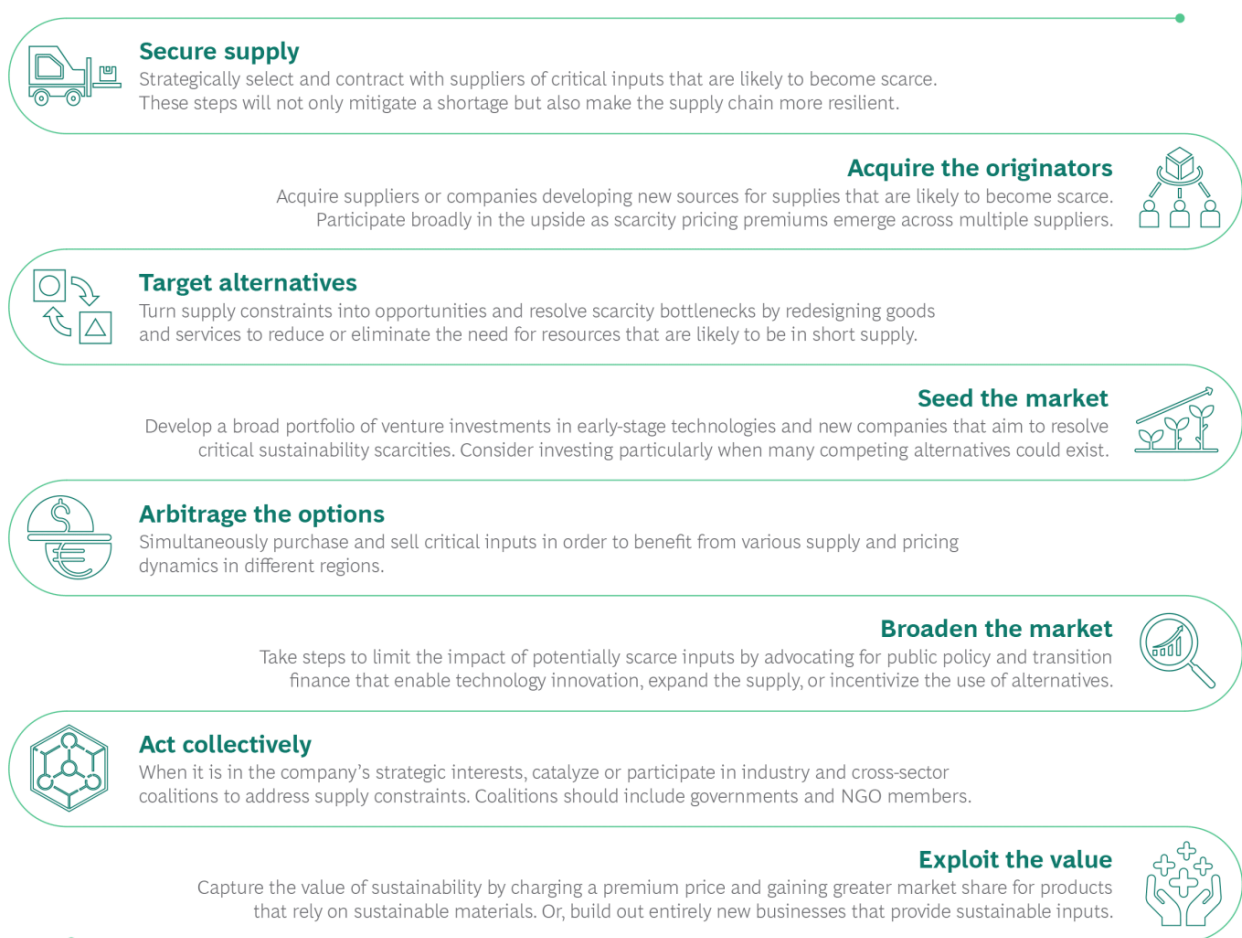 Secure supply
Strategically select and contract with suppliers of critical inputs that are likely to become scarce.
These steps will not only mitigate a shortage but also make the supply chain more resilient.
Acquire the originators
Acquire suppliers or companies developing new sources for supplies that are likely to become scarce.
Participate broadly in the upside as scarcity pricing premiums emerge across multiple suppliers.
Target alternatives
Turn supply constraints into opportunities and resolve scarcity bottlenecks by redesigning goods
and services to reduce or eliminate the need for resources that are likely to be in short supply.
Seed the market
Develop a broad portfolio of venture investments in early-stage technologies and new companies that aim to resolve
critical sustainability scarcities. Consider investing particularly when many competing alternatives could exist.
$
€
Arbitrage the options
Simultaneously purchase and sell critical inputs in order to benefit from various supply and pricing
dynamics in different regions.
Broaden the market
Take steps to limit the impact of potentially scarce inputs by advocating for public policy and transition
finance that enable technology innovation, expand the supply, or incentivize the use of alternatives.
Act collectively
When it is in the company’s strategic interests, catalyze or participate in industry and cross-sector
coalitions to address supply constraints. Coalitions should include governments and NGO members.
Exploit the value
Capture the value of sustainability by charging a premium price and gaining greater market share for products
that rely on sustainable materials. Or, build out entirely new businesses that provide sustainable inputs.